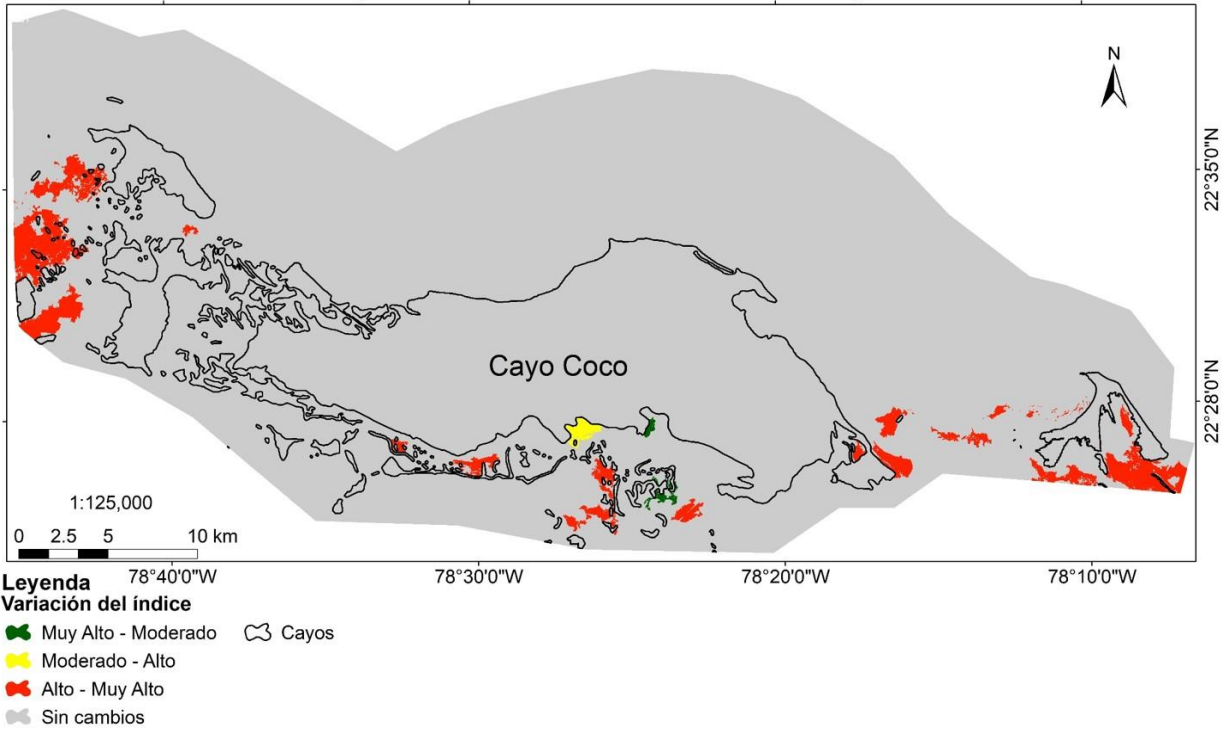 N
22°35'0"N
Cayo Coco
22°28'0"N
1:125,000
0 2.5 5 10 km
78°40'0"W 78°30'0"W 78°20'0"W 78°10'0"W
Leyenda
Variación del índice
Muy Alto - Moderado Cayos
Moderado - Alto
Alto - Muy Alto
Sin cambios